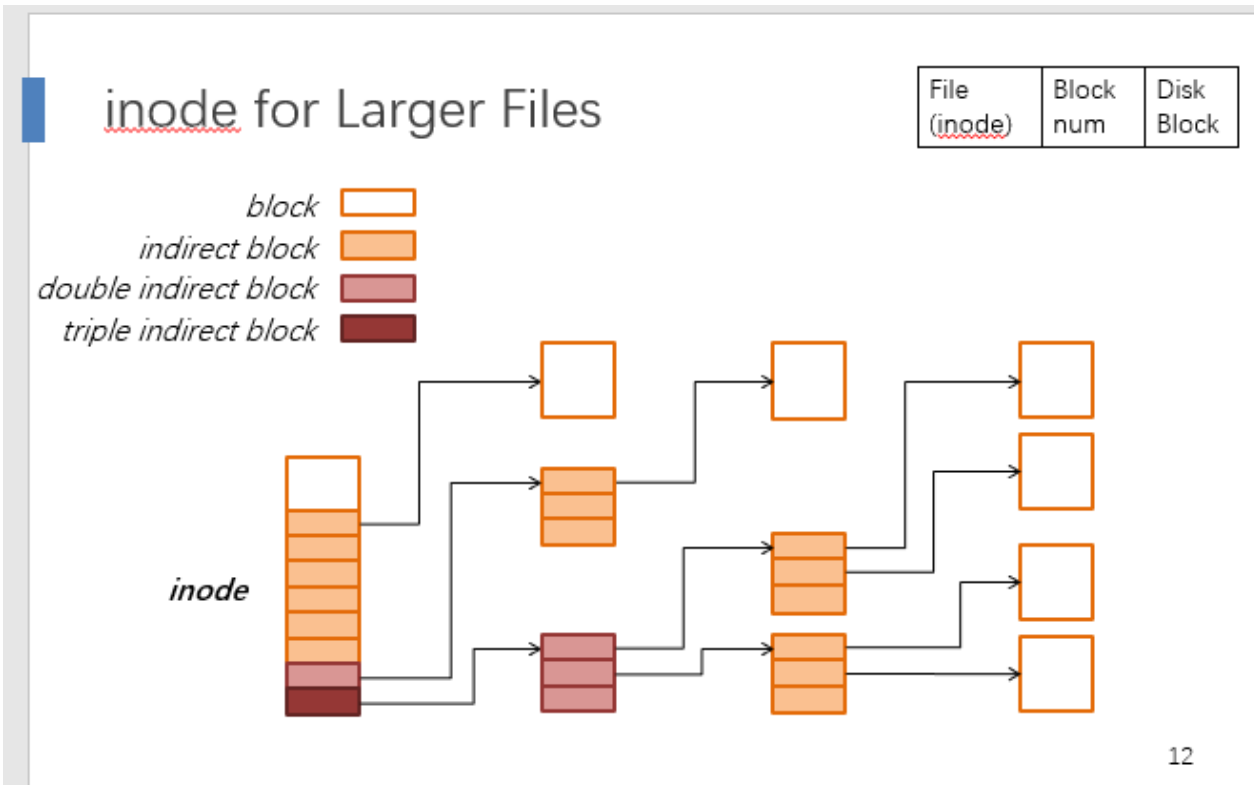 inode for Larger Files
File
(inode)
Block
num
Disk
Block
block
indirect block
double indirect block
triple indirect block
inode
12